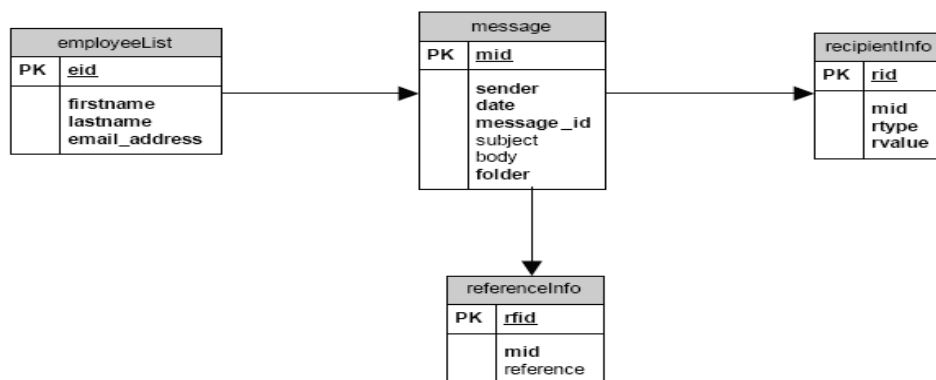 employeeList
PK eid
firstname
lastname
email_address
message
PK mid
sender
date
message_id
subject
body
folder
recipientInfo
PK rid
mid
rtype
rvalue
referenceInfo
PK rfid
mid
reference